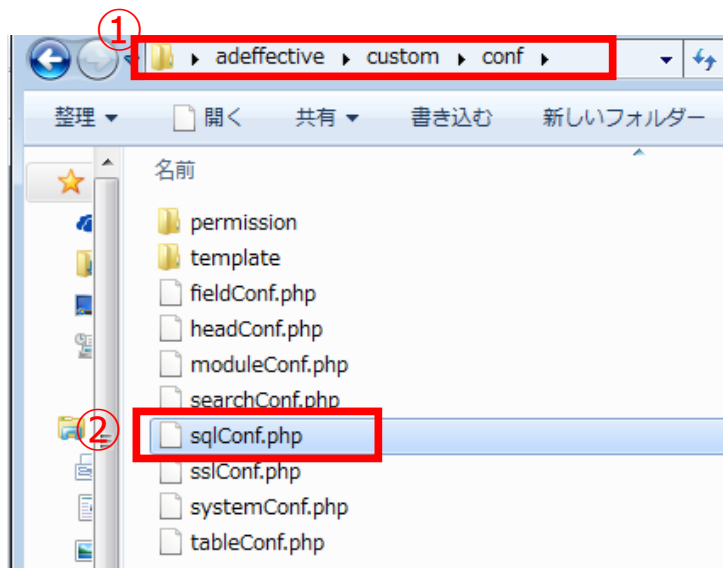 ①
adeffective ▸ custom ▸ conf ▸
整理 ▼ 開く 共有 ▼ 書き込む 新しいフォルダー
名前
permission
template
fieldConf.php
headConf.php
moduleConf.php
searchConf.php
②
sqlConf.php
sslConf.php
systemConf.php
tableConf.php